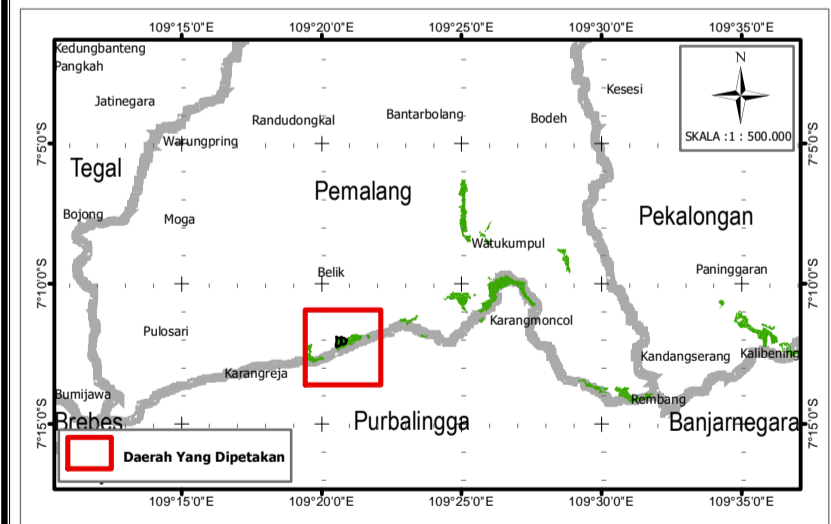 109°15'0"E 109°20'0"E 109°25'0"E 109°30'0"E 109°35'0"E
Kedungbanteng
Pangkah
Jatinegara
Kesesi
N
SKALA :1 : 500.000
Randudongkal
Bantarbolang
Bodeh
Warungpring
7°5'0"S
7°5'0"S
Tegal
Pemalang
Pekalongan
Bojong
Moga
Watukumpul
Belik
Paninggaran
7°10'0"S
7°10'0"S
Karangmoncol
Pulosari
Kandangserang
Kalibening
Karangreja
Bumijawa
Rembang
Brebes
Purbalingga
Banjarnegara
7°15'0"S
7°15'0"S
Daerah Yang Dipetakan
109°15'0"E 109°20'0"E 109°25'0"E 109°30'0"E 109°35'0"E